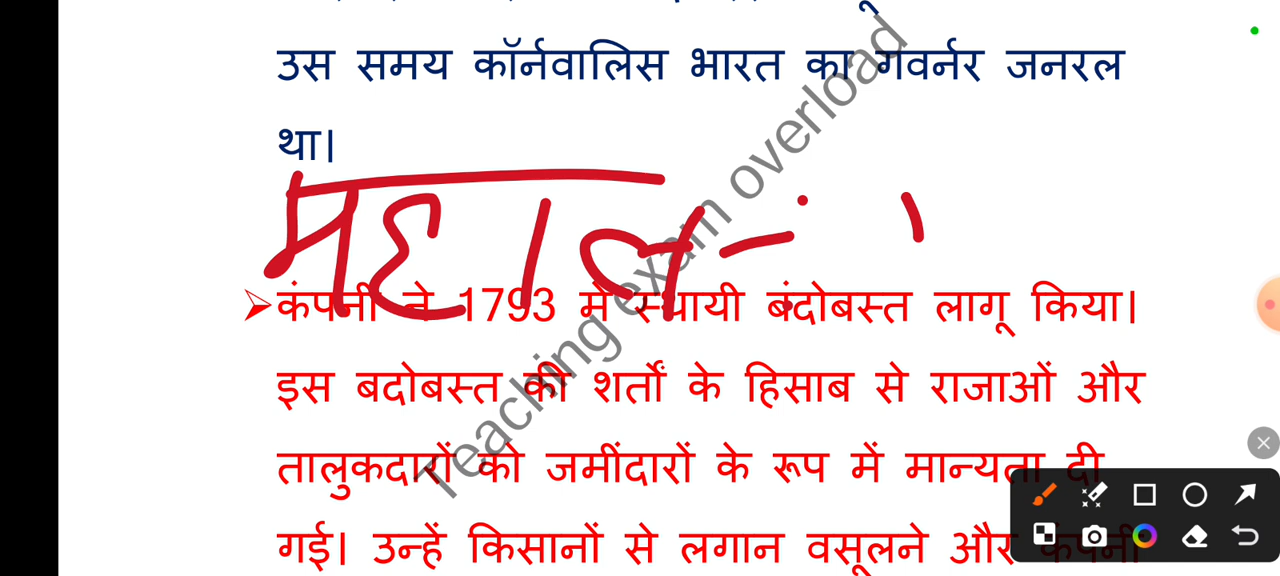 उस समय कॉर्नवालिस भारत का गवर्नर जनरल
था।
महाल-:
कंपनी ने 1793 में स्थायी बंदोबस्त लागू किया।
इस बदोबस्त की शर्तों के हिसाब से राजाओं और
तालुकदारों को जमींदारों के रूप में मान्यता दी
गई। उन्हें किसानों से लगान वसूलने और कंपनी
Teaching exam overload